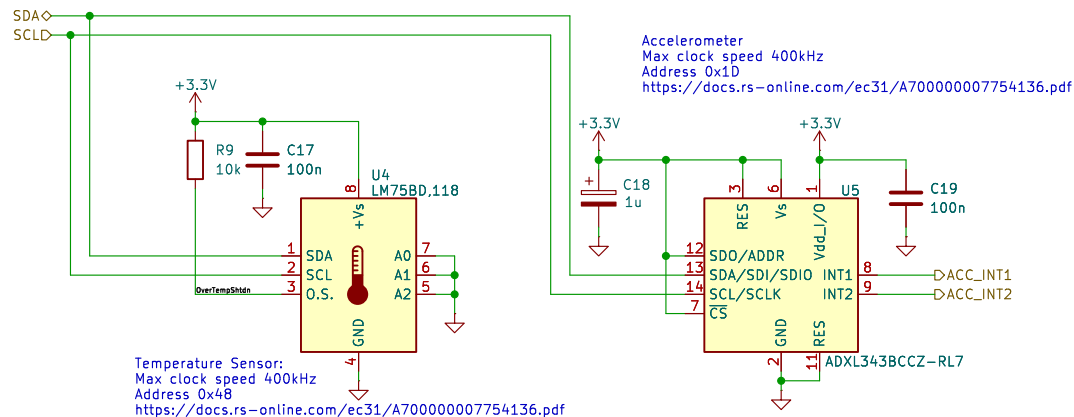 SDA
SCL
Accelerometer
Max clock speed 400kHz
Address 0x1D
https://docs.rs-online.com/ec31/A700000007754136.pdf
+3.3V
R9
10k
C17
100n
U4
LM75BD,118
8
+Vs
1
SDA
2
SCL
3
O.S.
OverTempShtdn
A0
7
A1
6
A2
5
GND
4
Temperature Sensor:
Max clock speed 400kHz
Address 0x48
https://docs.rs-online.com/ec31/A700000007754136.pdf
+3.3V
+3.3V
+
C18
1u
3
6
1
U5
C19
100n
RES
Vs
Vdd_I/O
12
SDO/ADDR
13
SDA/SDI/SDIO
14
SCL/SCLK
7
CS
INT1
8
ACC_INT1
INT2
9
ACC_INT2
GND
RES
2
11
ADXL343BCCZ-RL7